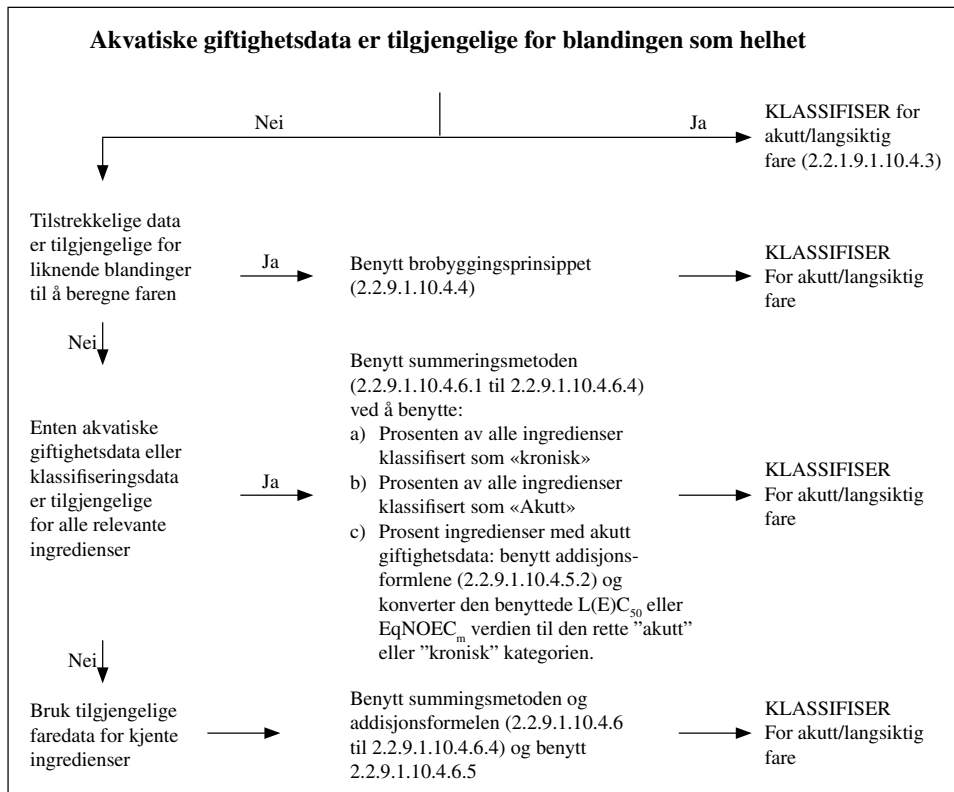 Akvatiske giftighetsdata er tilgjengelige for blandingen som helhet
Nei
Ja
KLASSIFISER for
akutt/langsiktig
fare (2.2.1.9.1.10.4.3)
Tilstrekkelige data
er tilgjengelige for
liknende blandinger
til å beregne faren
Ja
Benytt brobyggingsprinsippet
(2.2.9.1.10.4.4)
KLASSIFISER
For akutt/langsiktig
fare
Nei
Enten akvatiske
giftighetsdata eller
klassifiseringsdata
er tilgjengelige
for alle relevante
ingredienser
Ja
Benytt summeringsmetoden
(2.2.9.1.10.4.6.1 til 2.2.9.1.10.4.6.4)
ved å benytte:
a) Prosenten av alle ingredienser
klassifisert som «kronisk»
b) Prosenten av alle ingredienser
klassifisert som «Akutt»
c) Prosent ingredienser med akutt
giftighetsdata: benytt addisjons-
formlene (2.2.9.1.10.4.5.2) og
konverter den benyttede L(E)C50 eller
EqNOECm verdien til den rette ”akutt”
eller ”kronisk” kategorien.
KLASSIFISER
For akutt/langsiktig
fare
Nei
Bruk tilgjengelige
faredata for kjente
ingredienser
Benytt summingsmetoden og
addisjonsformelen (2.2.9.1.10.4.6
til 2.2.9.1.10.4.6.4) og benytt
2.2.9.1.10.4.6.5
KLASSIFISER
For akutt/langsiktig
fare